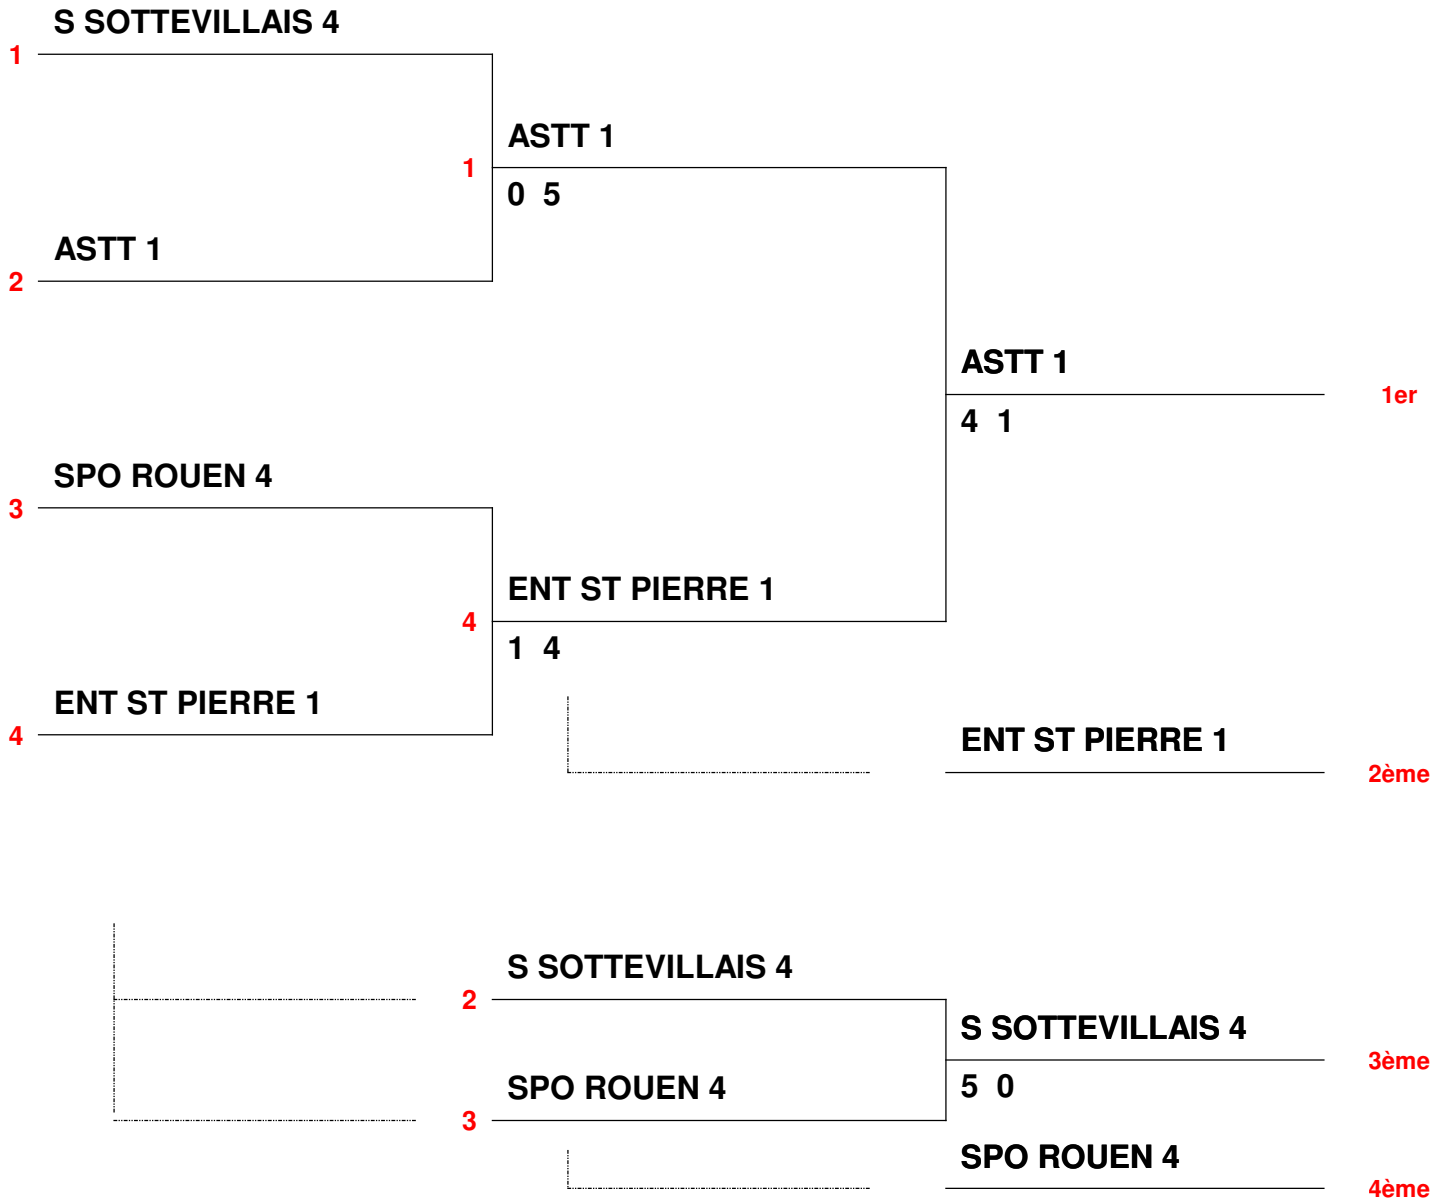 S SOTTEVILLAIS 4
1
ASTT 1
1
0 5
ASTT 1
2
ASTT 1
1er
4 1
SPO ROUEN 4
3
ENT ST PIERRE 1
4
1 4
ENT ST PIERRE 1
4
ENT ST PIERRE 1
2ème
S SOTTEVILLAIS 4
2
S SOTTEVILLAIS 4
3ème
5 0
SPO ROUEN 4
3
SPO ROUEN 4
4ème